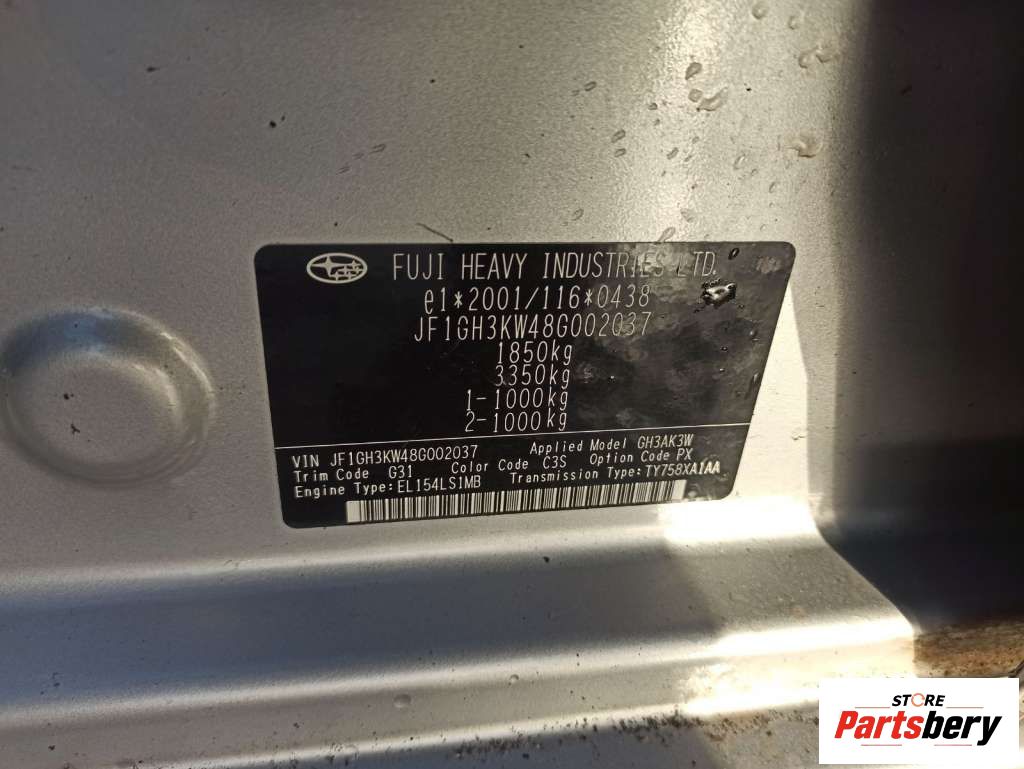 FUJI HEAVY INDUSTRIES LTD.
e1*2001/116*0438
JF1GH3KW48G002037
1850kg
3350kg
1-1000kg
2-1000kg
VIN JF1GH3KW48G002037 Applied Model GH3AK3W
Trim Code G31 Color Code C3S Option Code PX
Engine Type:EL154LS1MB Transmission Type:TY758XA1AA
STORE
Partsbery